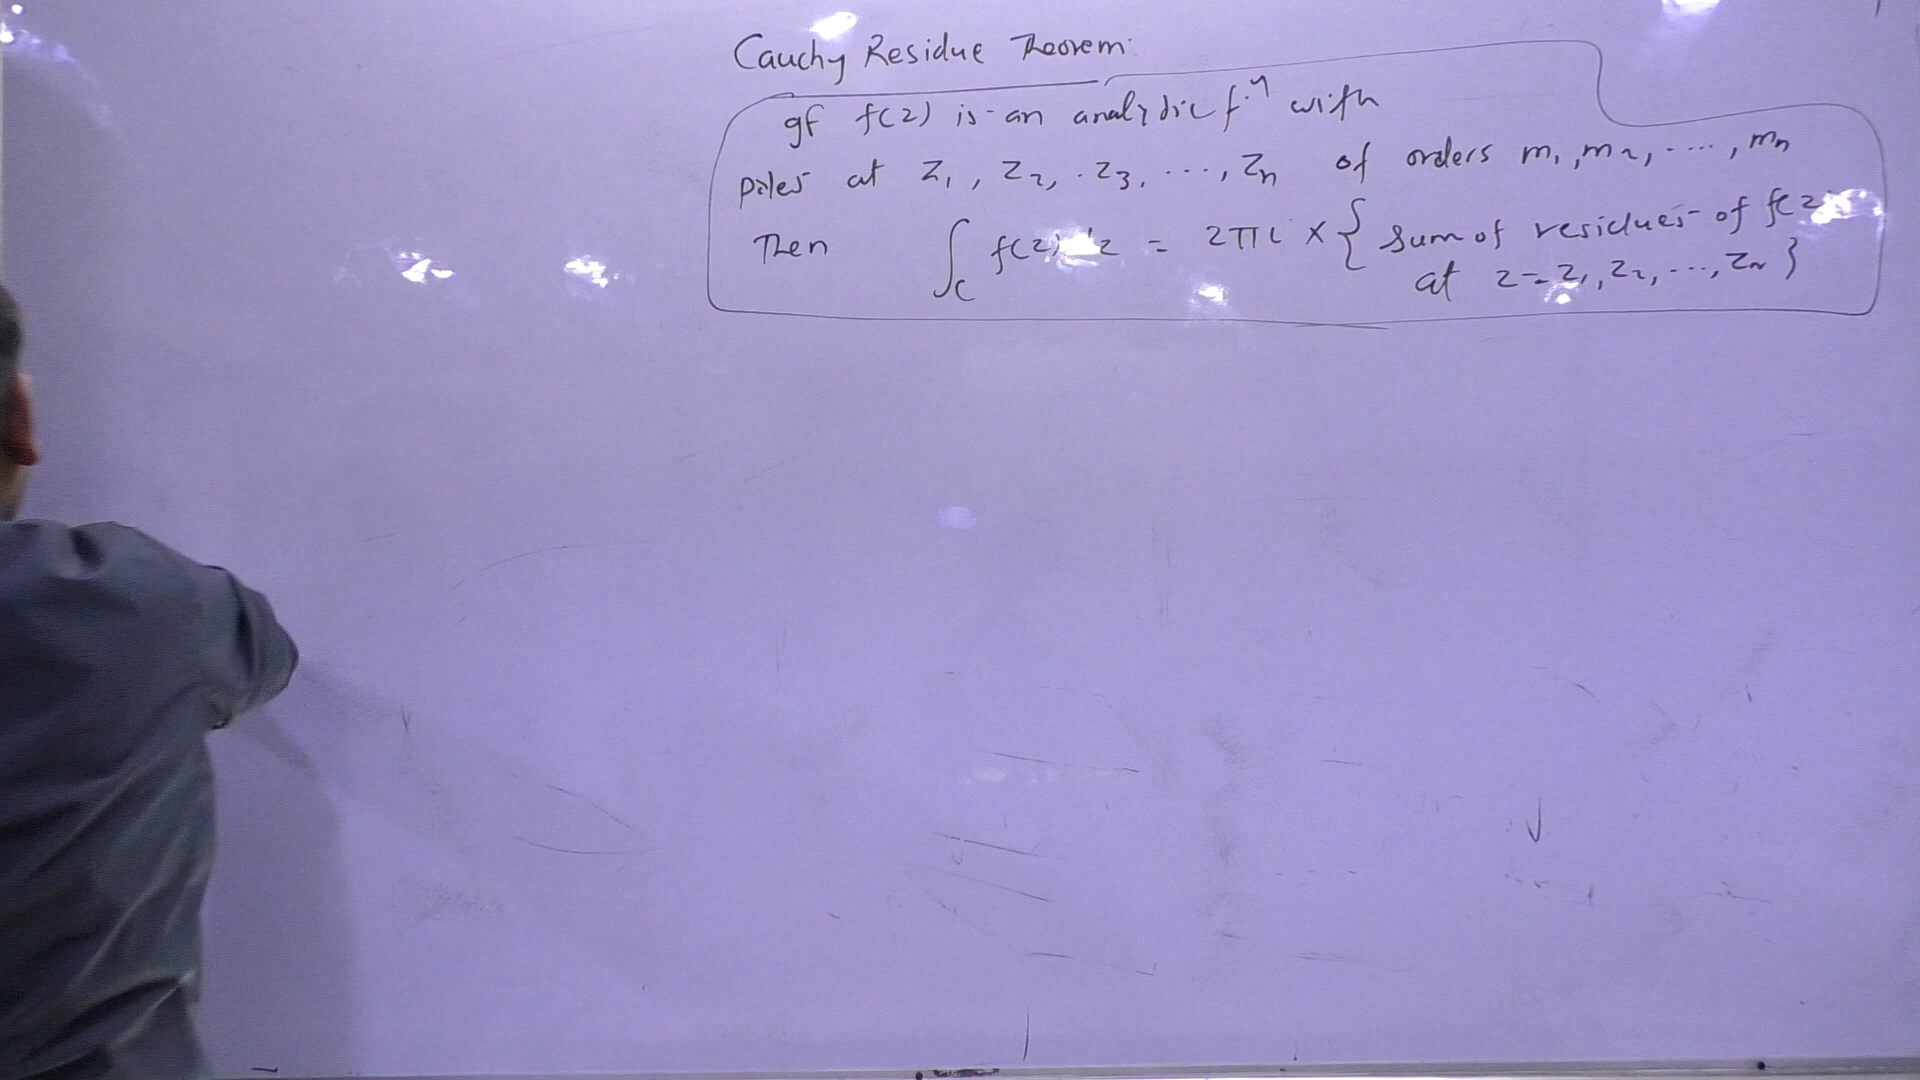 Cauchy Residue Theorem.
If f(z) is an analytic f.n with
poles at z₁, z₂, z₃, ..., zₙ of orders m₁, m₂, ...., mₙ
Then ∫_C f(z) dz = 2πi × { sum of residues of f(z)
at z = z₁, z₂, ..., zₙ }